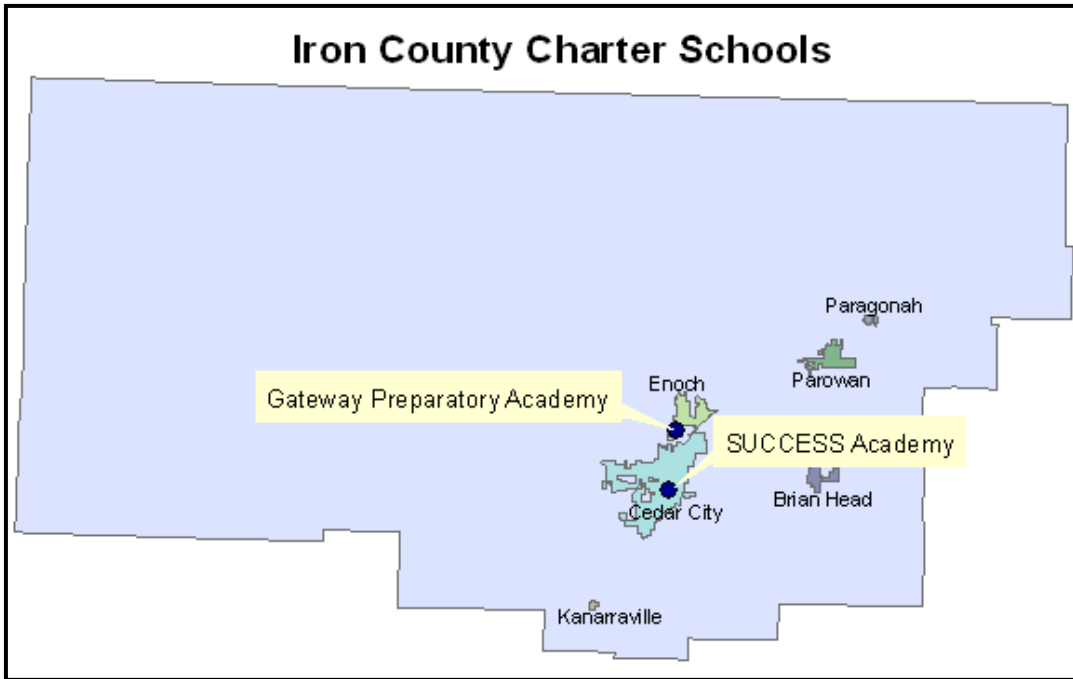 Iron County Charter Schools
Paragonah
Parowan
Enoch
Gateway Preparatory Academy
SUCCESS Academy
Brian Head
Cedar City
Kanarraville